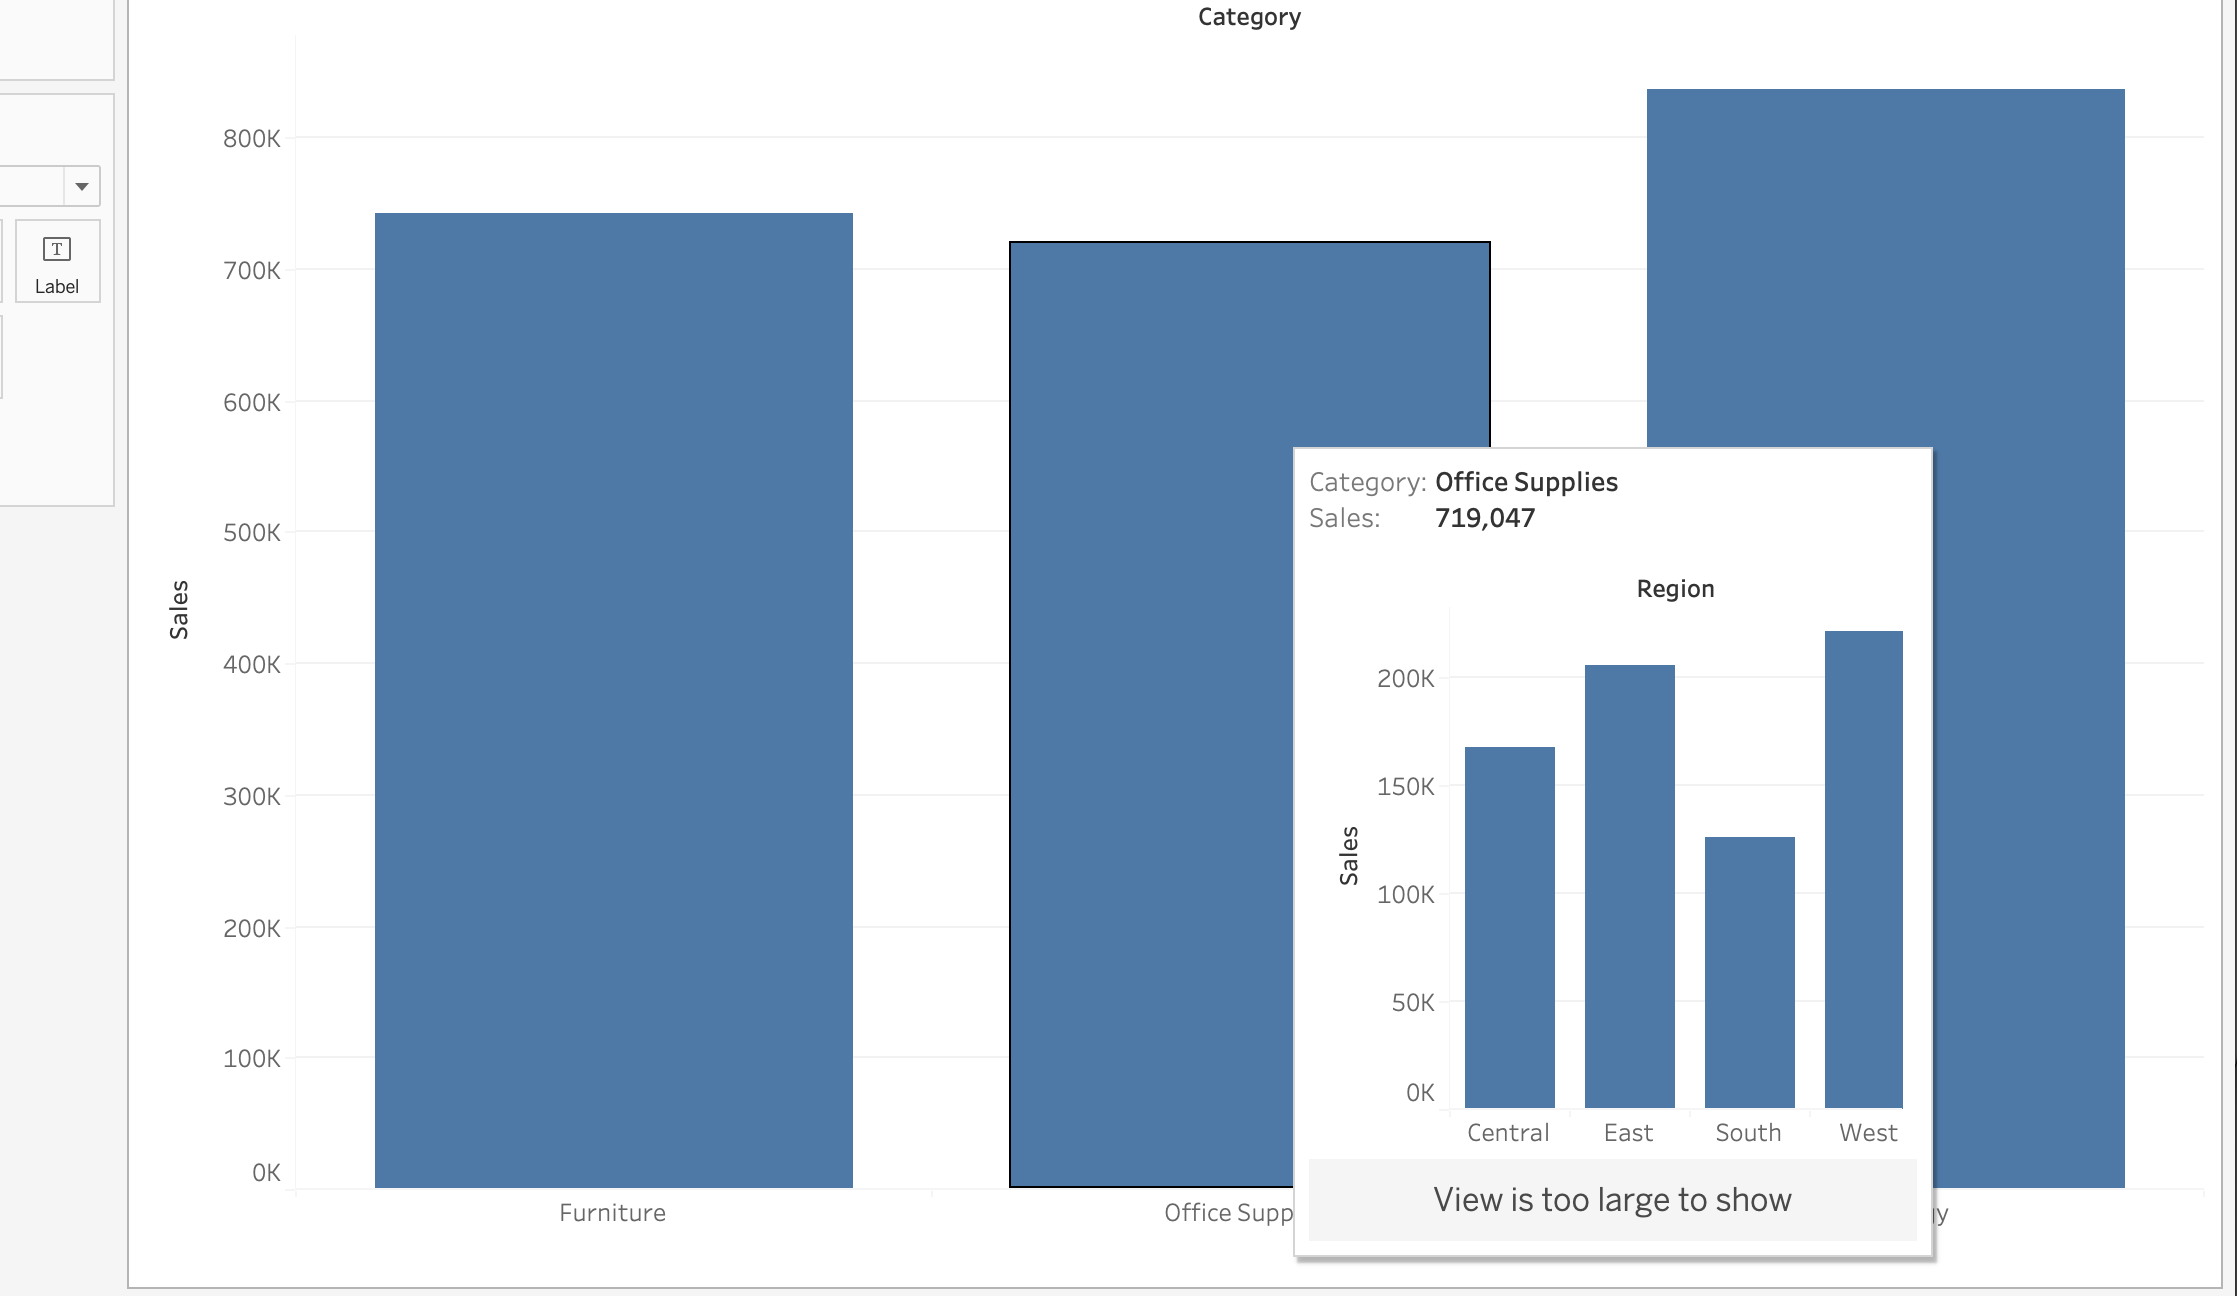 Category
800K
700K
600K
500K
400K
300K
200K
100K
0K
Sales
Furniture
Office Supp
gy
Label
T
Category: Office Supplies
Sales: 719,047
Region
200K
150K
100K
50K
0K
Sales
Central East South West
View is too large to show